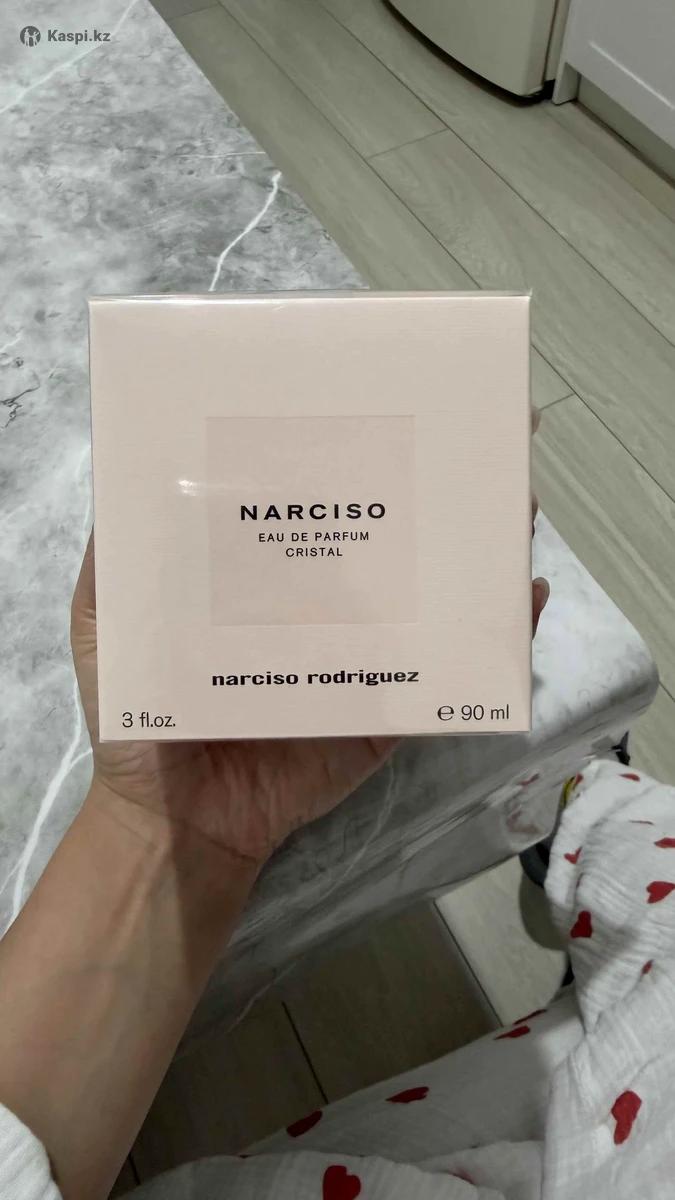 Kaspi.kz
NARCISO
EAU DE PARFUM
CRISTAL
narciso rodriguez
3 fl.oz.
℮ 90 ml